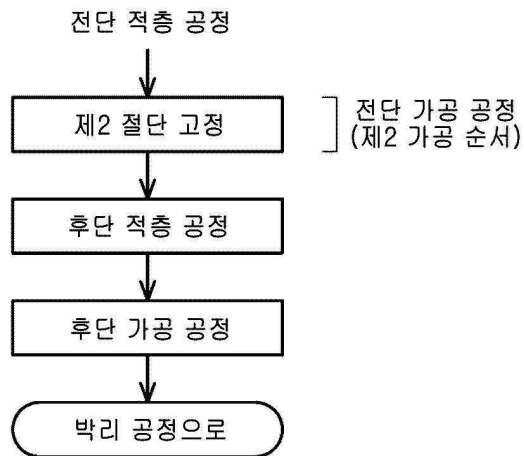 전단 적층 공정
제2 절단 고정
전단 가공 공정
(제2 가공 순서)
후단 적층 공정
후단 가공 공정
박리 공정으로